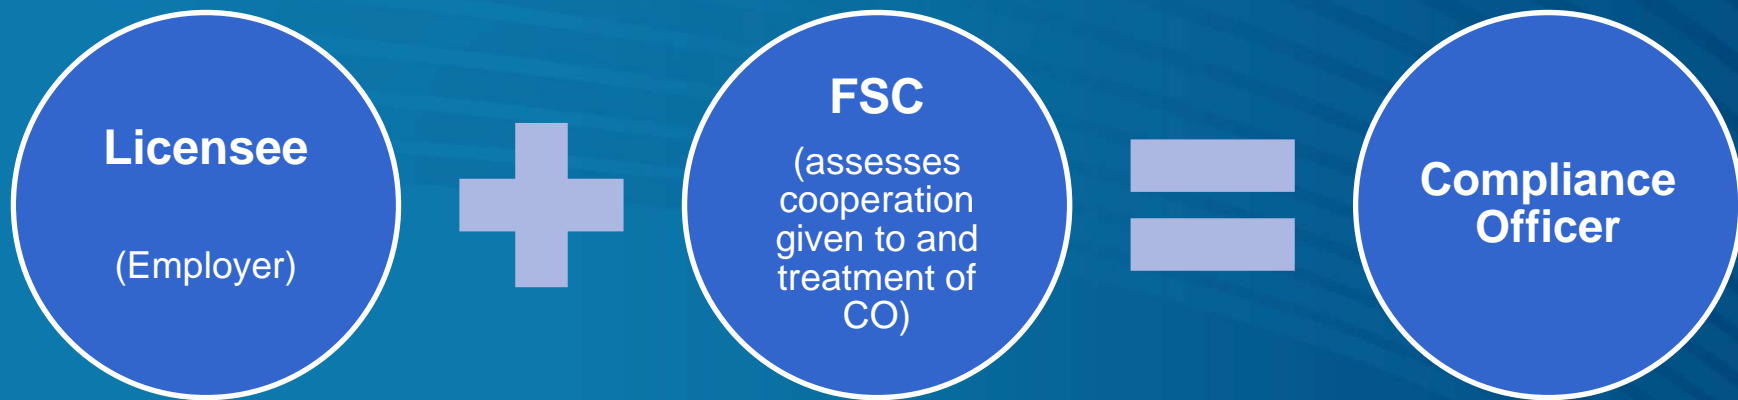 Licensee
(Employer)
FSC
(assesses
cooperation
given to and
treatment of
CO)
Compliance
Officer